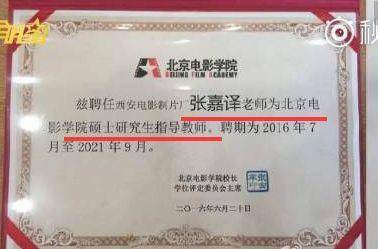 北京电影学院
BEIJING FILM ACADEMY
兹聘任西安电影制片厂张嘉译老师为北京电
影学院硕士研究生指导教师。聘期为2016年7
月至2021年9月。
北京电影学院校长
学位评定委员会主席
二〇一六年六月二十日